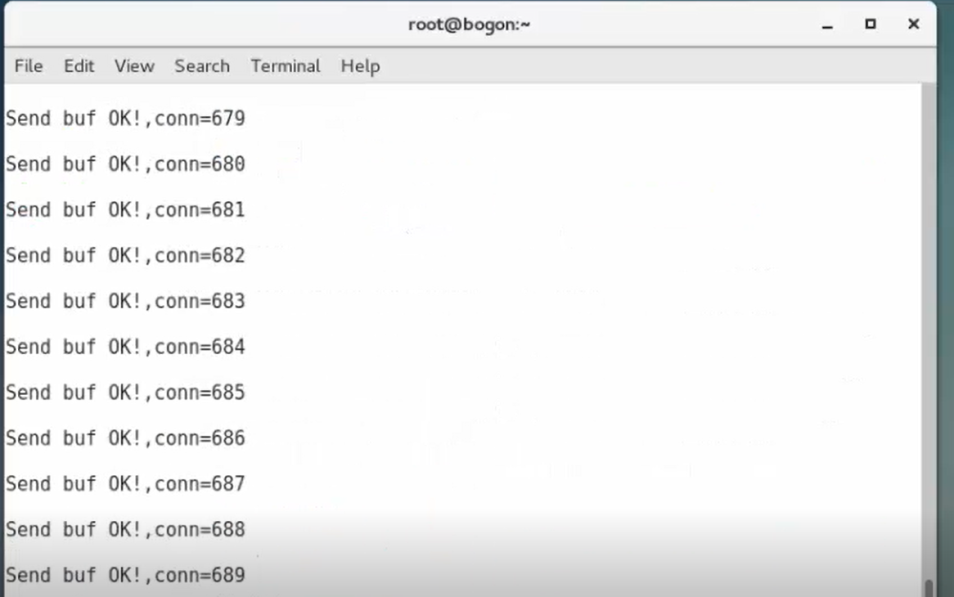 root@bogon:~
File Edit View Search Terminal Help
Send buf OK!,conn=679
Send buf OK!,conn=680
Send buf OK!,conn=681
Send buf OK!,conn=682
Send buf OK!,conn=683
Send buf OK!,conn=684
Send buf OK!,conn=685
Send buf OK!,conn=686
Send buf OK!,conn=687
Send buf OK!,conn=688
Send buf OK!,conn=689